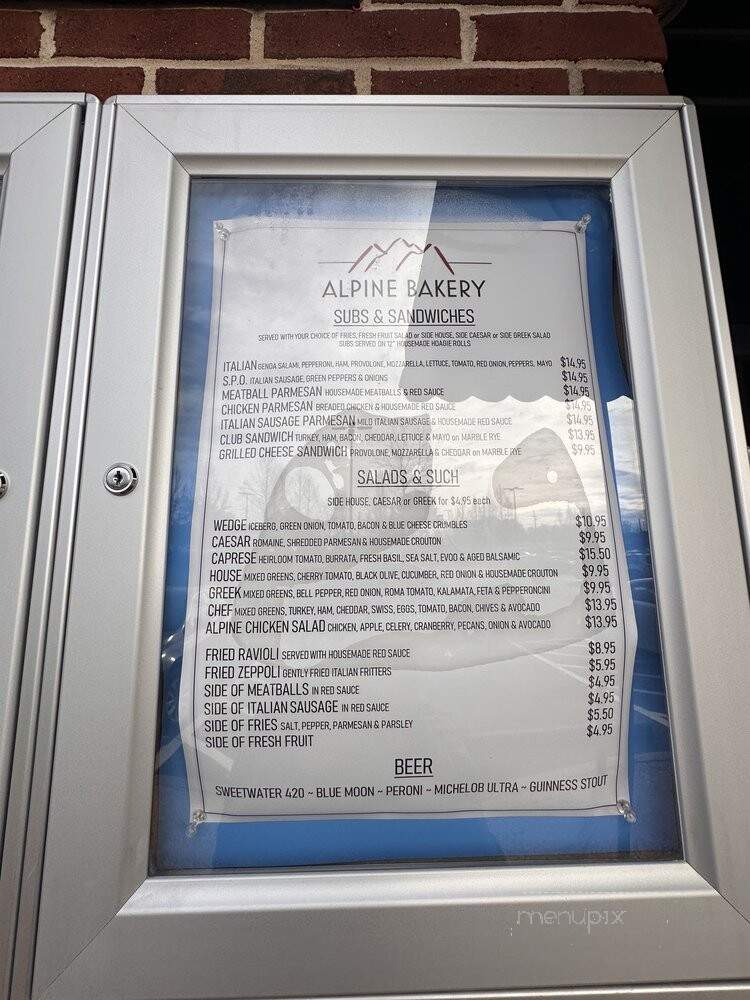 ALPINE BAKERY
SUBS & SANDWICHES
SERVED WITH YOUR CHOICE OF FRIES, FRESH FRUIT SALAD or SIDE HOUSE, SIDE CAESAR or SIDE GREEK SALAD
SUBS SERVED ON 12" HOUSEMADE HOAGIE ROLLS
ITALIAN GENOA SALAMI, PEPPERONI, HAM, PROVOLONE, MOZZARELLA, LETTUCE, TOMATO, RED ONION, PEPPERS, MAYO $14.95
S.P.O. ITALIAN SAUSAGE, GREEN PEPPERS & ONIONS $14.95
MEATBALL PARMESAN HOUSEMADE MEATBALLS & RED SAUCE $14.95
CHICKEN PARMESAN BREADED CHICKEN & HOUSEMADE RED SAUCE $14.95
ITALIAN SAUSAGE PARMESAN MILD ITALIAN SAUSAGE & HOUSEMADE RED SAUCE $14.95
CLUB SANDWICH TURKEY, HAM, BACON, CHEDDAR, LETTUCE & MAYO on MARBLE RYE $13.95
GRILLED CHEESE SANDWICH PROVOLONE, MOZZARELLA & CHEDDAR on MARBLE RYE $9.95
SALADS & SUCH
SIDE HOUSE, CAESAR or GREEK for $4.95 each
WEDGE ICEBERG, GREEN ONION, TOMATO, BACON & BLUE CHEESE CRUMBLES $10.95
CAESAR ROMAINE, SHREDDED PARMESAN & HOUSEMADE CROUTON $9.95
CAPRESE HEIRLOOM TOMATO, BURRATA, FRESH BASIL, SEA SALT, EVOO & AGED BALSAMIC $15.50
HOUSE MIXED GREENS, CHERRY TOMATO, BLACK OLIVE, CUCUMBER, RED ONION & HOUSEMADE CROUTON $9.95
GREEK MIXED GREENS, BELL PEPPER, RED ONION, ROMA TOMATO, KALAMATA, FETA & PEPPERONCINI $9.95
CHEF MIXED GREENS, TURKEY, HAM, CHEDDAR, SWISS, EGGS, TOMATO, BACON, CHIVES & AVOCADO $13.95
ALPINE CHICKEN SALAD CHICKEN, APPLE, CELERY, CRANBERRY, PECANS, ONION & AVOCADO $13.95
FRIED RAVIOLI SERVED WITH HOUSEMADE RED SAUCE $8.95
FRIED ZEPPOLI GENTLY FRIED ITALIAN FRITTERS $5.95
SIDE OF MEATBALLS IN RED SAUCE $4.95
SIDE OF ITALIAN SAUSAGE IN RED SAUCE $4.95
SIDE OF FRIES SALT, PEPPER, PARMESAN & PARSLEY $5.50
SIDE OF FRESH FRUIT $4.95
BEER
SWEETWATER 420 ~ BLUE MOON ~ PERONI ~ MICHELOB ULTRA ~ GUINNESS STOUT
menupix